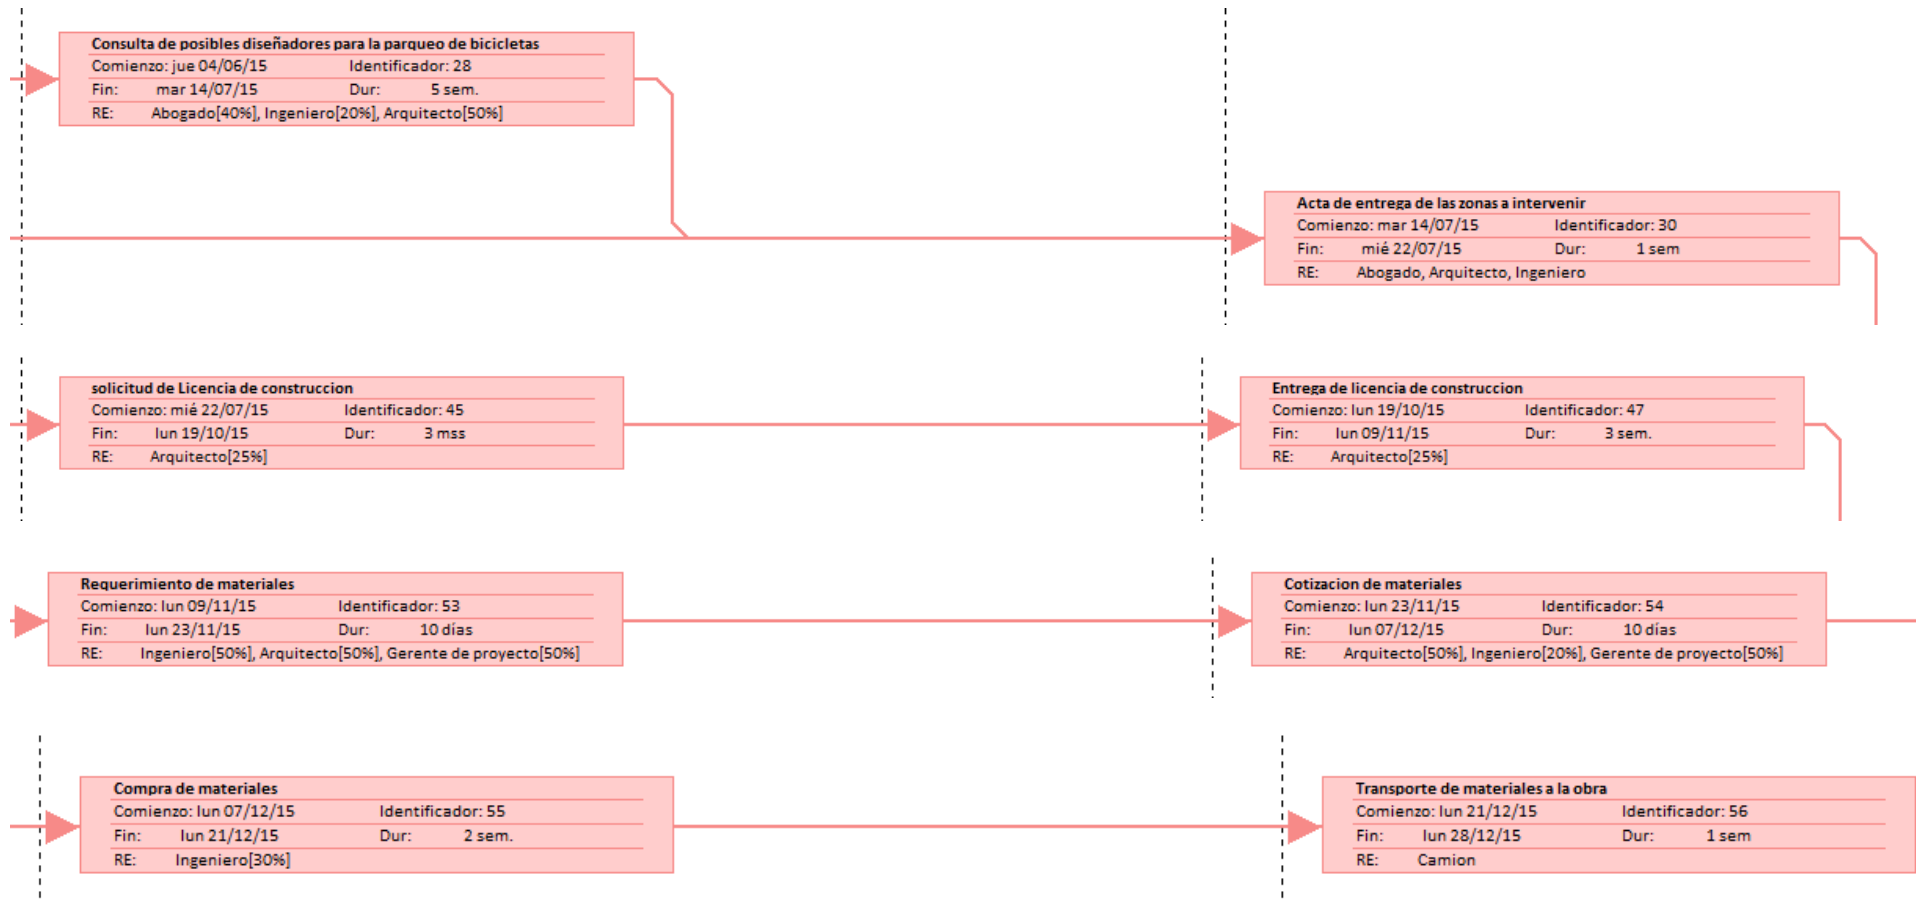 Consulta de posibles diseñadores para la parqueo de bicicletas
Comienzo: jue 04/06/15 Identificador: 28
Fin: mar 14/07/15 Dur: 5 sem.
RE: Abogado[40%], Ingeniero[20%], Arquitecto[50%]
Acta de entrega de las zonas a intervenir
Comienzo: mar 14/07/15 Identificador: 30
Fin: mié 22/07/15 Dur: 1 sem
RE: Abogado, Arquitecto, Ingeniero
solicitud de Licencia de construccion
Comienzo: mié 22/07/15 Identificador: 45
Fin: lun 19/10/15 Dur: 3 mss
RE: Arquitecto[25%]
Entrega de licencia de construccion
Comienzo: lun 19/10/15 Identificador: 47
Fin: lun 09/11/15 Dur: 3 sem.
RE: Arquitecto[25%]
Requerimiento de materiales
Comienzo: lun 09/11/15 Identificador: 53
Fin: lun 23/11/15 Dur: 10 días
RE: Ingeniero[50%], Arquitecto[50%], Gerente de proyecto[50%]
Cotizacion de materiales
Comienzo: lun 23/11/15 Identificador: 54
Fin: lun 07/12/15 Dur: 10 días
RE: Arquitecto[50%], Ingeniero[20%], Gerente de proyecto[50%]
Compra de materiales
Comienzo: lun 07/12/15 Identificador: 55
Fin: lun 21/12/15 Dur: 2 sem.
RE: Ingeniero[30%]
Transporte de materiales a la obra
Comienzo: lun 21/12/15 Identificador: 56
Fin: lun 28/12/15 Dur: 1 sem
RE: Camion